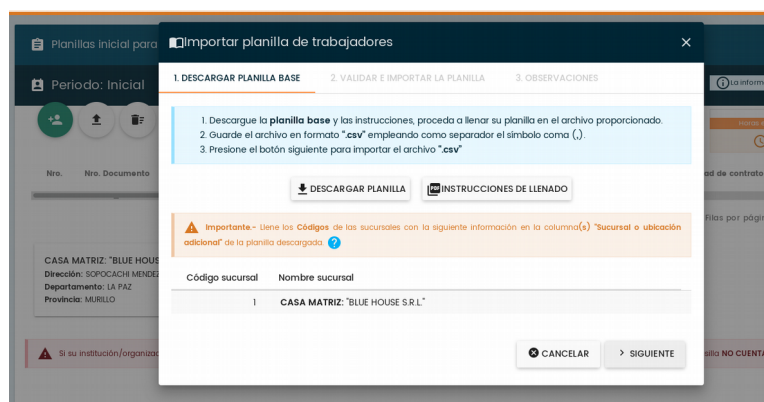 Planillas inicial para
Importar planilla de trabajadores
Periodo: Inicial
1. DESCARGAR PLANILLA BASE
2. VALIDAR E IMPORTAR LA PLANILLA
3. OBSERVACIONES
La inform
1. Descargue la planilla base y las instrucciones, proceda a llenar su planilla en el archivo proporcionado.
2. Guarde el archivo en formato ".csv" empleando como separador el símbolo coma (,).
3. Presione el botón siguiente para importar el archivo ".csv"
Nro.
Nro. Documento
ad de contrato
DESCARGAR PLANILLA
PDF
INSTRUCCIONES DE LLENADO
Filas por págin
Importante.- Llene los Códigos de las sucursales con la siguiente información en la columna(s) "Sucursal o ubicación
adicional" de la planilla descargada.
CASA MATRIZ: "BLUE HOUS
Dirección: SOPOCACHI MENDEZ
Departamento: LA PAZ
Provincia: MURILLO
Código sucursal
Nombre sucursal
1
CASA MATRIZ: "BLUE HOUSE S.R.L."
Si su institución/organizac
CANCELAR
SIGUIENTE
NO CUENTA